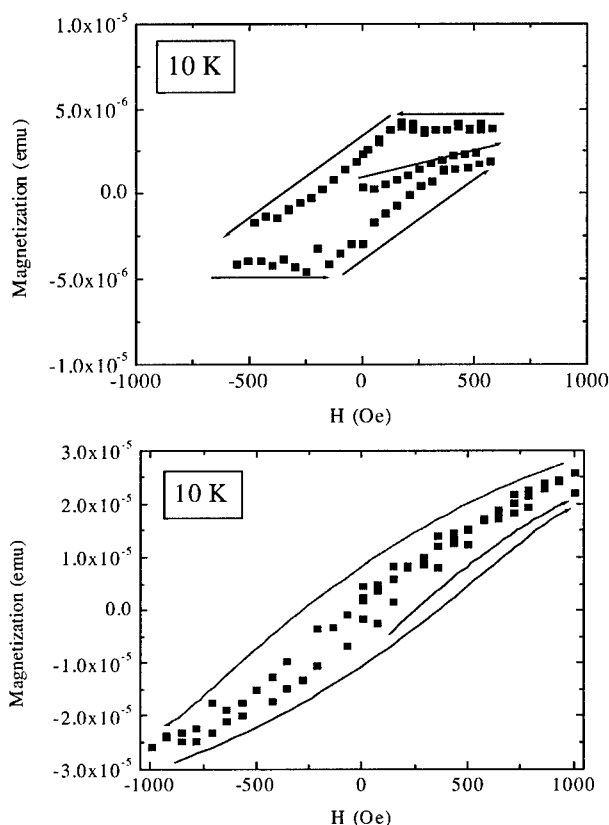 1.0x10⁻⁵
10 K
5.0x10⁻⁶
0.0
-5.0x10⁻⁶
-1.0x10⁻⁵
Magnetization (emu)
-1000 -500 0 500 1000
H (Oe)
3.0x10⁻⁵
10 K
2.0x10⁻⁵
1.0x10⁻⁵
0.0
-1.0x10⁻⁵
-2.0x10⁻⁵
-3.0x10⁻⁵
Magnetization (emu)
-1000 -500 0 500 1000
H (Oe)